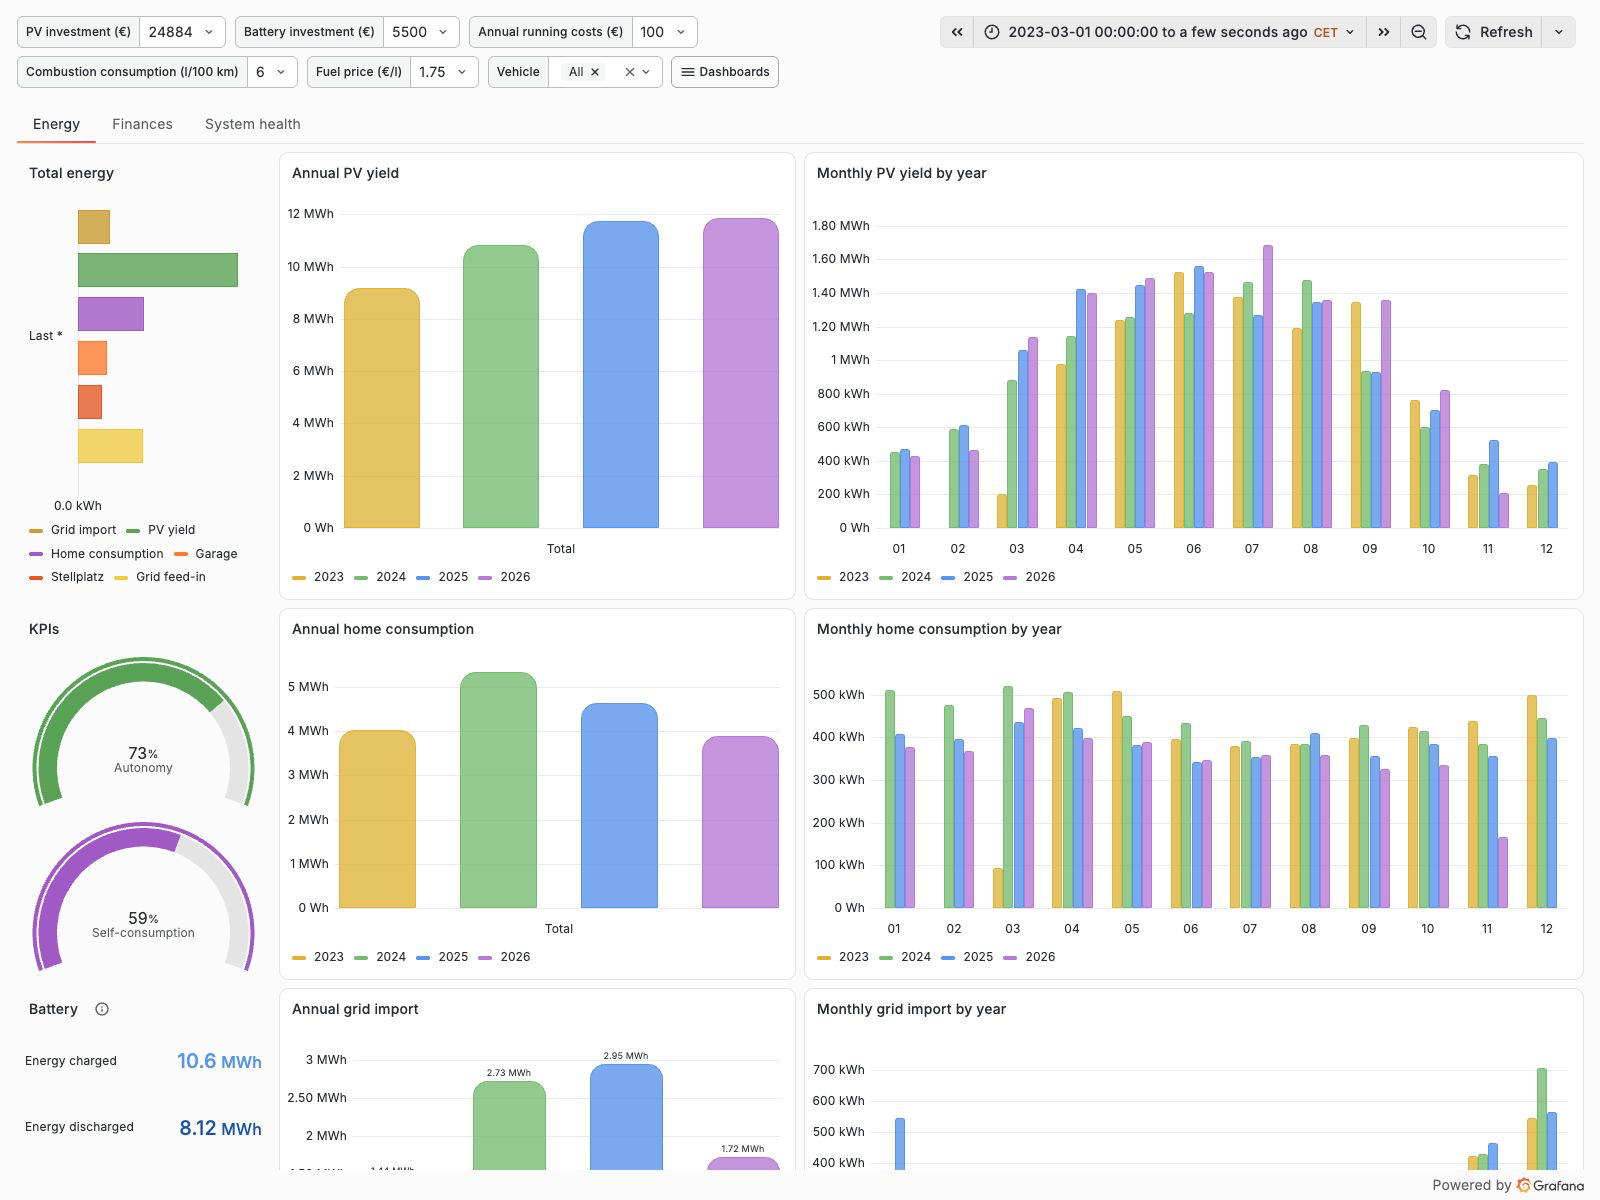 PV investment (€) 24884 Battery investment (€) 5500 Annual running costs (€) 100
2023-03-01 00:00:00 to a few seconds ago CET Refresh
Combustion consumption (l/100 km) 6 Fuel price (€/l) 1.75 Vehicle All Dashboards
Energy Finances System health
Total energy
Last *
0.0 kWh
Grid import PV yield
Home consumption Garage
Stellplatz Grid feed-in
Annual PV yield
12 MWh
10 MWh
8 MWh
6 MWh
4 MWh
2 MWh
0 Wh
Total
2023 2024 2025 2026
Monthly PV yield by year
1.80 MWh
1.60 MWh
1.40 MWh
1.20 MWh
1 MWh
800 kWh
600 kWh
400 kWh
200 kWh
0 Wh
01 02 03 04 05 06 07 08 09 10 11 12
2023 2024 2025 2026
KPIs
73%
Autonomy
59%
Self-consumption
Annual home consumption
5 MWh
4 MWh
3 MWh
2 MWh
1 MWh
0 Wh
Total
2023 2024 2025 2026
Monthly home consumption by year
500 kWh
400 kWh
300 kWh
200 kWh
100 kWh
0 Wh
01 02 03 04 05 06 07 08 09 10 11 12
2023 2024 2025 2026
Battery
Energy charged 10.6 MWh
Energy discharged 8.12 MWh
Annual grid import
3 MWh
2.50 MWh
2 MWh
2.73 MWh
2.95 MWh
1.72 MWh
Monthly grid import by year
700 kWh
600 kWh
500 kWh
400 kWh
Powered by Grafana